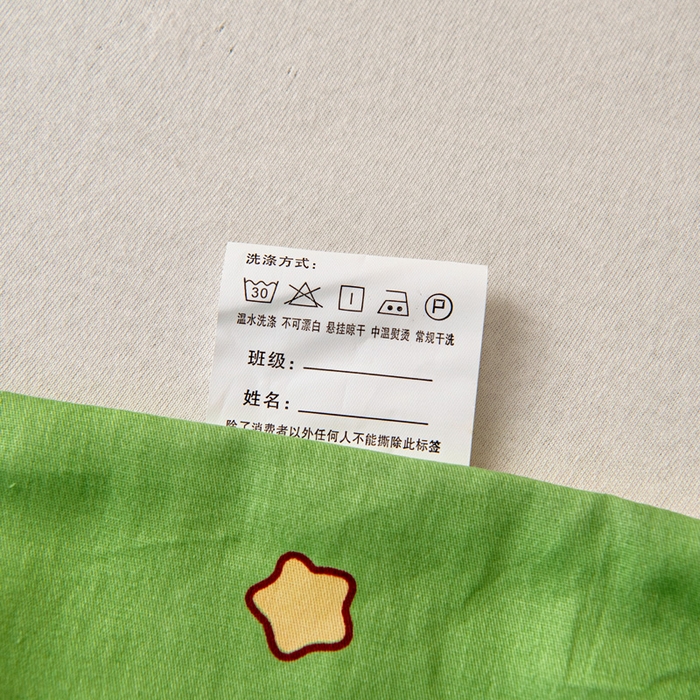 洗涤方式：
30 P
温水洗涤 不可漂白 悬挂晾干 中温熨烫 常规干洗
班级：
姓名：
除了消费者以外任何人不能撕除此标签